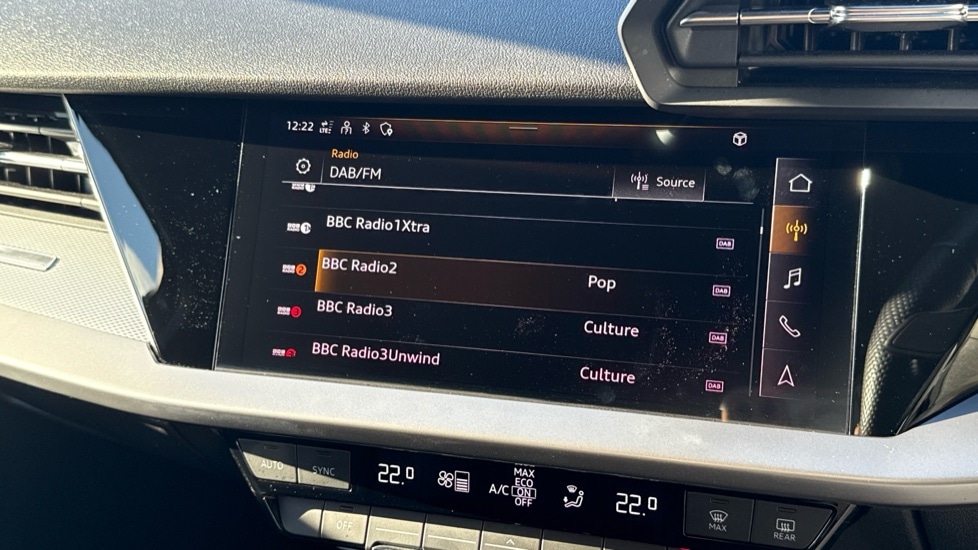 12:22 LTE
Radio
DAB/FM
Source
BBC Radio1Xtra
DAB
BBC Radio2
Pop
DAB
BBC Radio3
Culture
DAB
BBC Radio3Unwind
Culture
DAB
AUTO
SYNC
22.0
A/C
MAX
ECO
ON
OFF
22.0
OFF
MAX
REAR